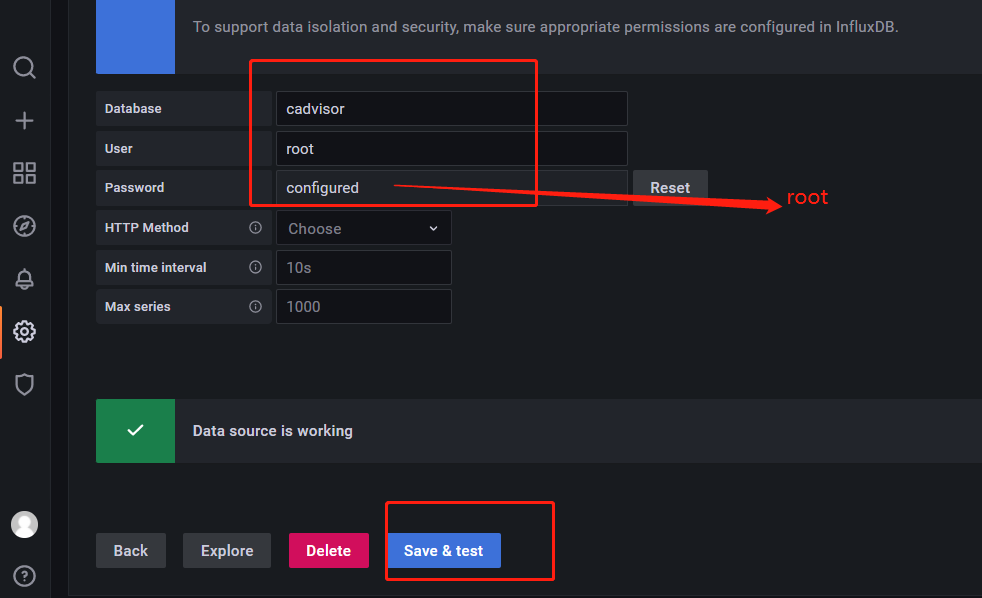 To support data isolation and security, make sure appropriate permissions are configured in InfluxDB.
Database cadvisor
User root
Password configured Reset root
HTTP Method Choose
Min time interval 10s
Max series 1000
Data source is working
Back Explore Delete Save & test